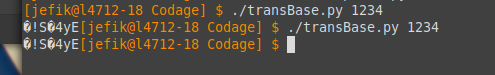 [jefik@l4712-18 Codage] $ ./transBase.py 1234
�!S�4yE[jefik@l4712-18 Codage] $ ./transBase.py 1234
�!S�4yE[jefik@l4712-18 Codage] $